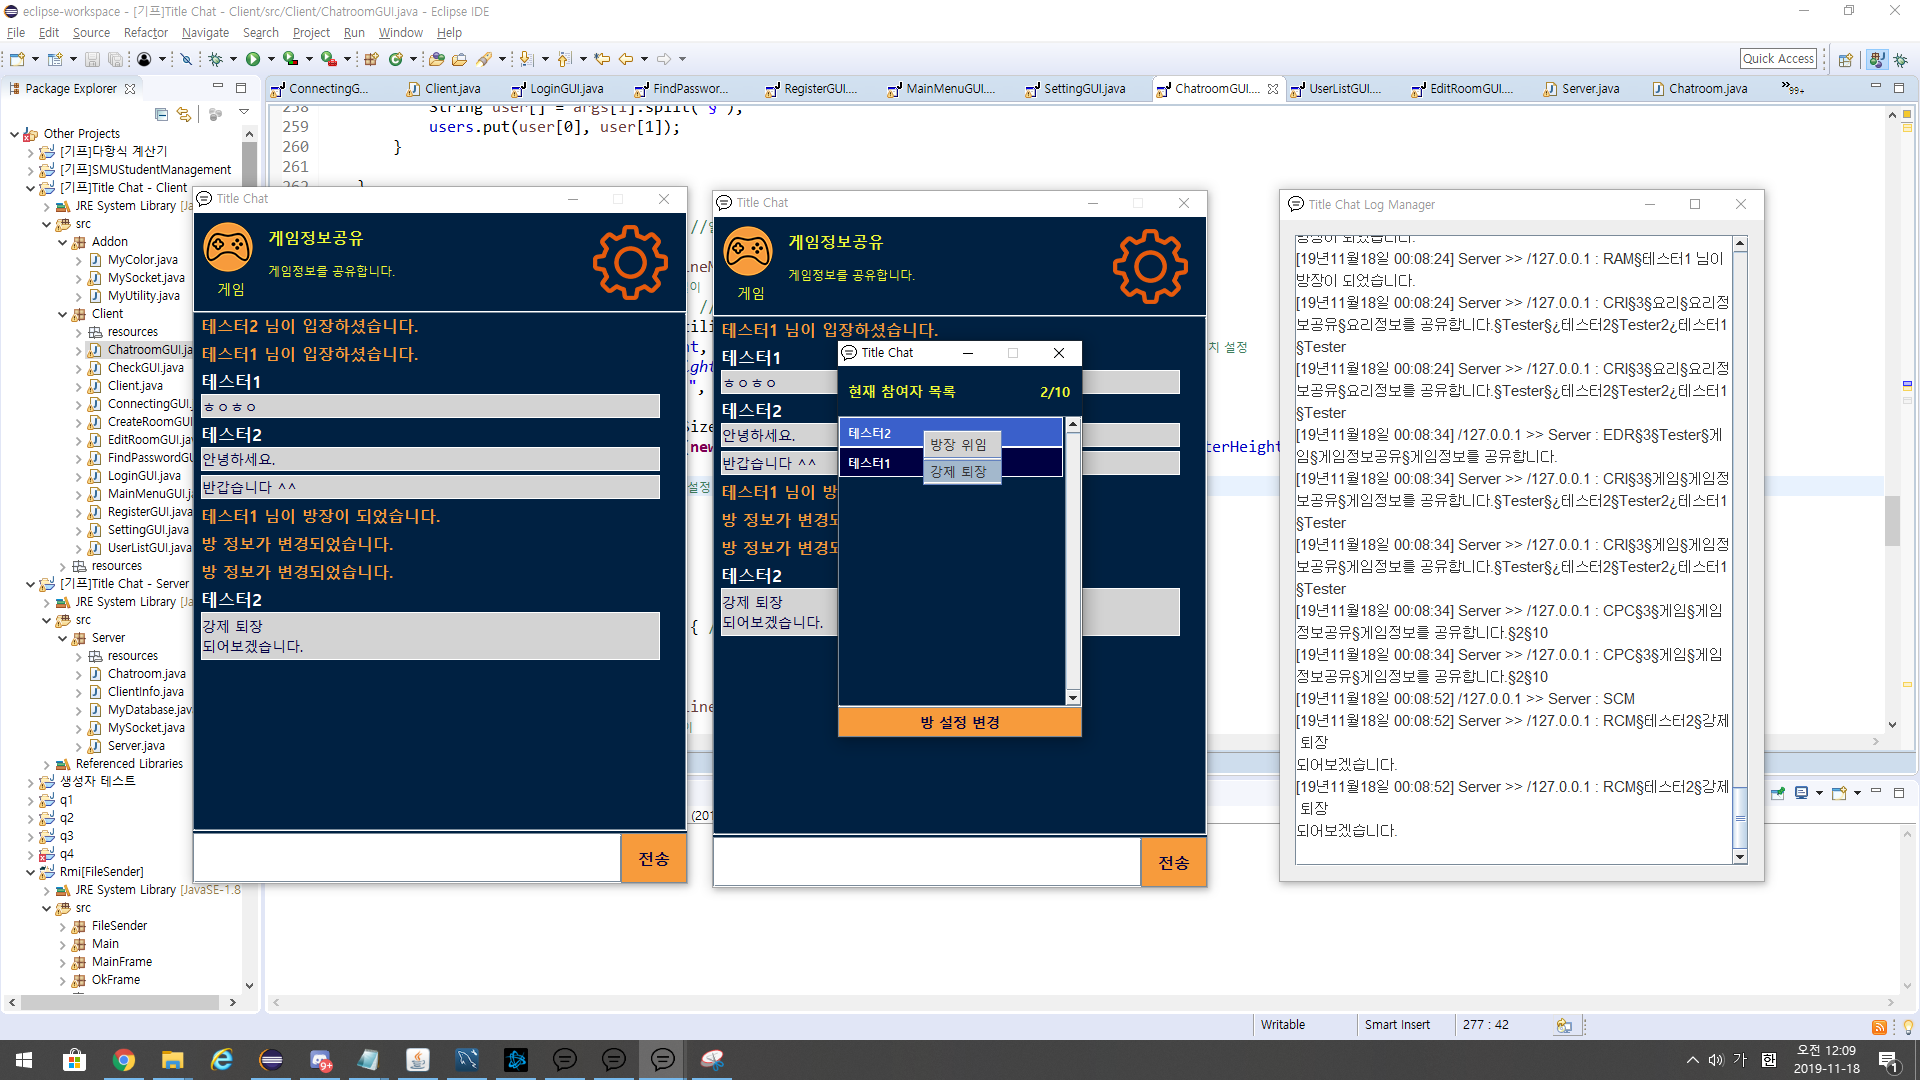 eclipse-workspace - [기프]Title Chat - Client/src/Client/ChatroomGUI.java - Eclipse IDE
File Edit Source Refactor Navigate Search Project Run Window Help
Quick Access
Package Explorer
ConnectingG... Client.java LoginGUI.java FindPasswor... RegisterGUI.... MainMenuGUI.... SettingGUI.java ChatroomGUI.... UserListGUI.... EditRoomGUI.... Server.java Chatroom.java »99+
Other Projects
[기프]다항식 계산기
[기프]SMUStudentManagement
[기프]Title Chat - Client
JRE System Library [Ja
src
Addon
MyColor.java
MySocket.java
MyUtility.java
Client
resources
ChatroomGUI.ja
CheckGUI.java
Client.java
ConnectingGUI.
CreateRoomGUI
EditRoomGUI.ja
FindPasswordGU
LoginGUI.java
MainMenuGUI.j
RegisterGUI.java
SettingGUI.java
UserListGUI.java
resources
[기프]Title Chat - Server
JRE System Library [Ja
src
Server
resources
Chatroom.java
ClientInfo.java
MyDatabase.java
MySocket.java
Server.java
Referenced Libraries
생성자 테스트
q1
q2
q3
q4
Rmi[FileSender]
JRE System Library [JavaSE-1.8
src
FileSender
Main
MainFrame
OkFrame
258 String user[] = args[i].split("§");
259 users.put(user[0], user[1]);
260 }
261
262 }
치 설정
terHeight
Title Chat
게임정보공유
게임정보를 공유합니다.
게임
테스터2 님이 입장하셨습니다.
테스터1 님이 입장하셨습니다.
테스터1
ㅎㅇㅎㅇ
테스터2
안녕하세요.
반갑습니다 ^^
테스터1 님이 방장이 되었습니다.
방 정보가 변경되었습니다.
방 정보가 변경되었습니다.
테스터2
강제 퇴장
되어보겠습니다.
전송
Title Chat
게임정보공유
게임정보를 공유합니다.
게임
테스터1 님이 입장하셨습니다.
테스터1
ㅎㅇㅎㅇ
테스터2
안녕하세요.
반갑습니다 ^^
테스터1 님이 방
방 정보가 변경되
방 정보가 변경되
테스터2
강제 퇴장
되어보겠습니다.
전송
Title Chat
현재 참여자 목록 2/10
테스터2
테스터1
방장 위임
강제 퇴장
방 설정 변경
Title Chat Log Manager
방장이 되었습니다.
[19년11월18일 00:08:24] Server >> /127.0.0.1 : RAM§테스터1 님이
방장이 되었습니다.
[19년11월18일 00:08:24] Server >> /127.0.0.1 : CRI§3§요리§요리정
보공유§요리정보를 공유합니다.§Tester§¿테스터2§Tester2¿테스터1
§Tester
[19년11월18일 00:08:24] Server >> /127.0.0.1 : CRI§3§요리§요리정
보공유§요리정보를 공유합니다.§Tester§¿테스터2§Tester2¿테스터1
§Tester
[19년11월18일 00:08:34] /127.0.0.1 >> Server : EDR§3§Tester§게
임§게임정보공유§게임정보를 공유합니다.
[19년11월18일 00:08:34] Server >> /127.0.0.1 : CRI§3§게임§게임정
보공유§게임정보를 공유합니다.§Tester§¿테스터2§Tester2¿테스터1
§Tester
[19년11월18일 00:08:34] Server >> /127.0.0.1 : CRI§3§게임§게임정
보공유§게임정보를 공유합니다.§Tester§¿테스터2§Tester2¿테스터1
§Tester
[19년11월18일 00:08:34] Server >> /127.0.0.1 : CPC§3§게임§게임
정보공유§게임정보를 공유합니다.§2§10
[19년11월18일 00:08:34] Server >> /127.0.0.1 : CPC§3§게임§게임
정보공유§게임정보를 공유합니다.§2§10
[19년11월18일 00:08:52] /127.0.0.1 >> Server : SCM
[19년11월18일 00:08:52] Server >> /127.0.0.1 : RCM§테스터2§강제
퇴장
되어보겠습니다.
[19년11월18일 00:08:52] Server >> /127.0.0.1 : RCM§테스터2§강제
퇴장
되어보겠습니다.
Writable Smart Insert 277 : 42
9+
가 한
오전 12:09
2019-11-18
1